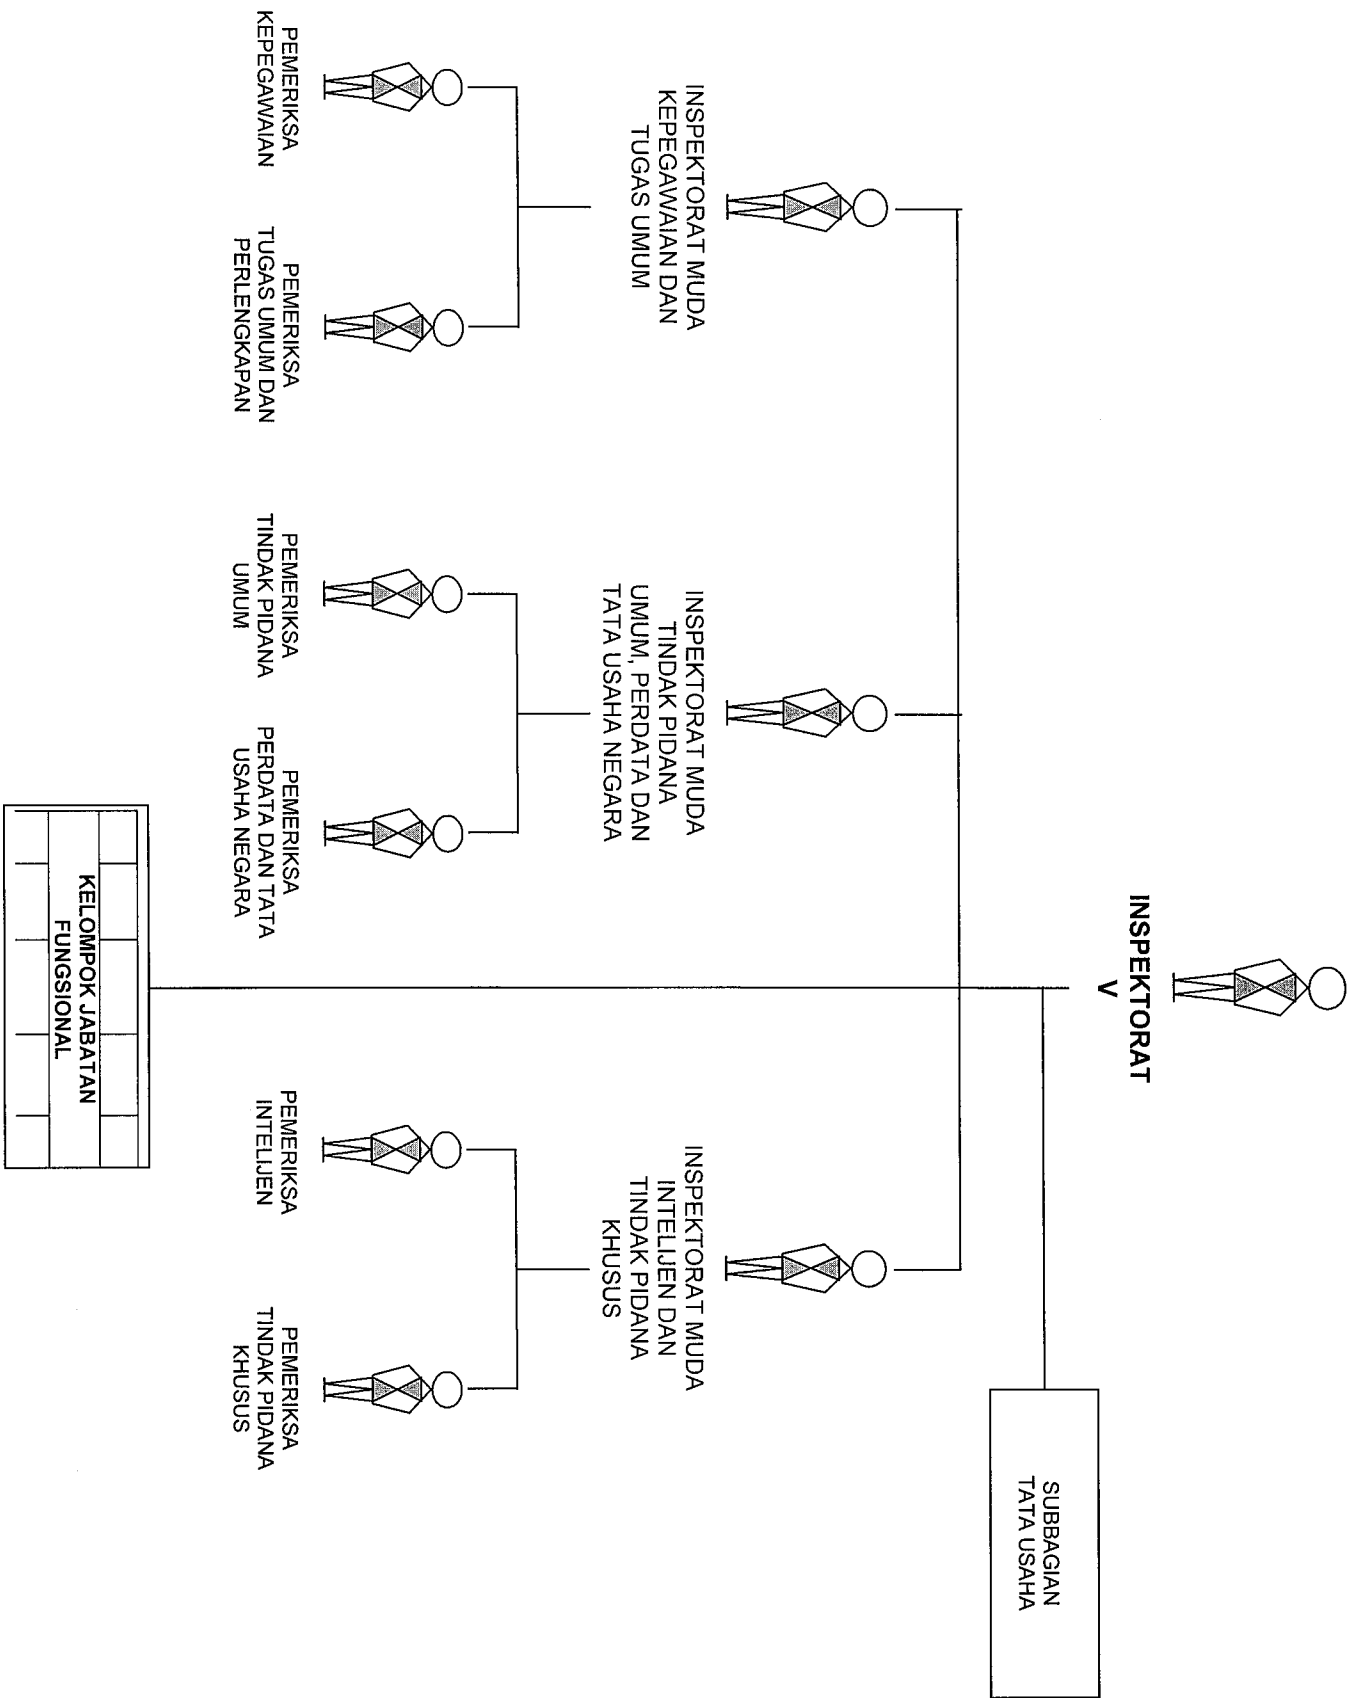 INSPEKTORAT
V
SUBBAGIAN
TATA USAHA
INSPEKTORAT MUDA
KEPEGAWAIAN DAN
TUGAS UMUM
INSPEKTORAT MUDA
TINDAK PIDANA
UMUM, PERDATA DAN
TATA USAHA NEGARA
INSPEKTORAT MUDA
INTELIJEN DAN
TINDAK PIDANA
KHUSUS
PEMERIKSA
KEPEGAWAIAN
PEMERIKSA
TUGAS UMUM DAN
PERLENGKAPAN
PEMERIKSA
TINDAK PIDANA
UMUM
PEMERIKSA
PERDATA DAN TATA
USAHA NEGARA
PEMERIKSA
INTELIJEN
PEMERIKSA
TINDAK PIDANA
KHUSUS
KELOMPOK JABATAN
FUNGSIONAL